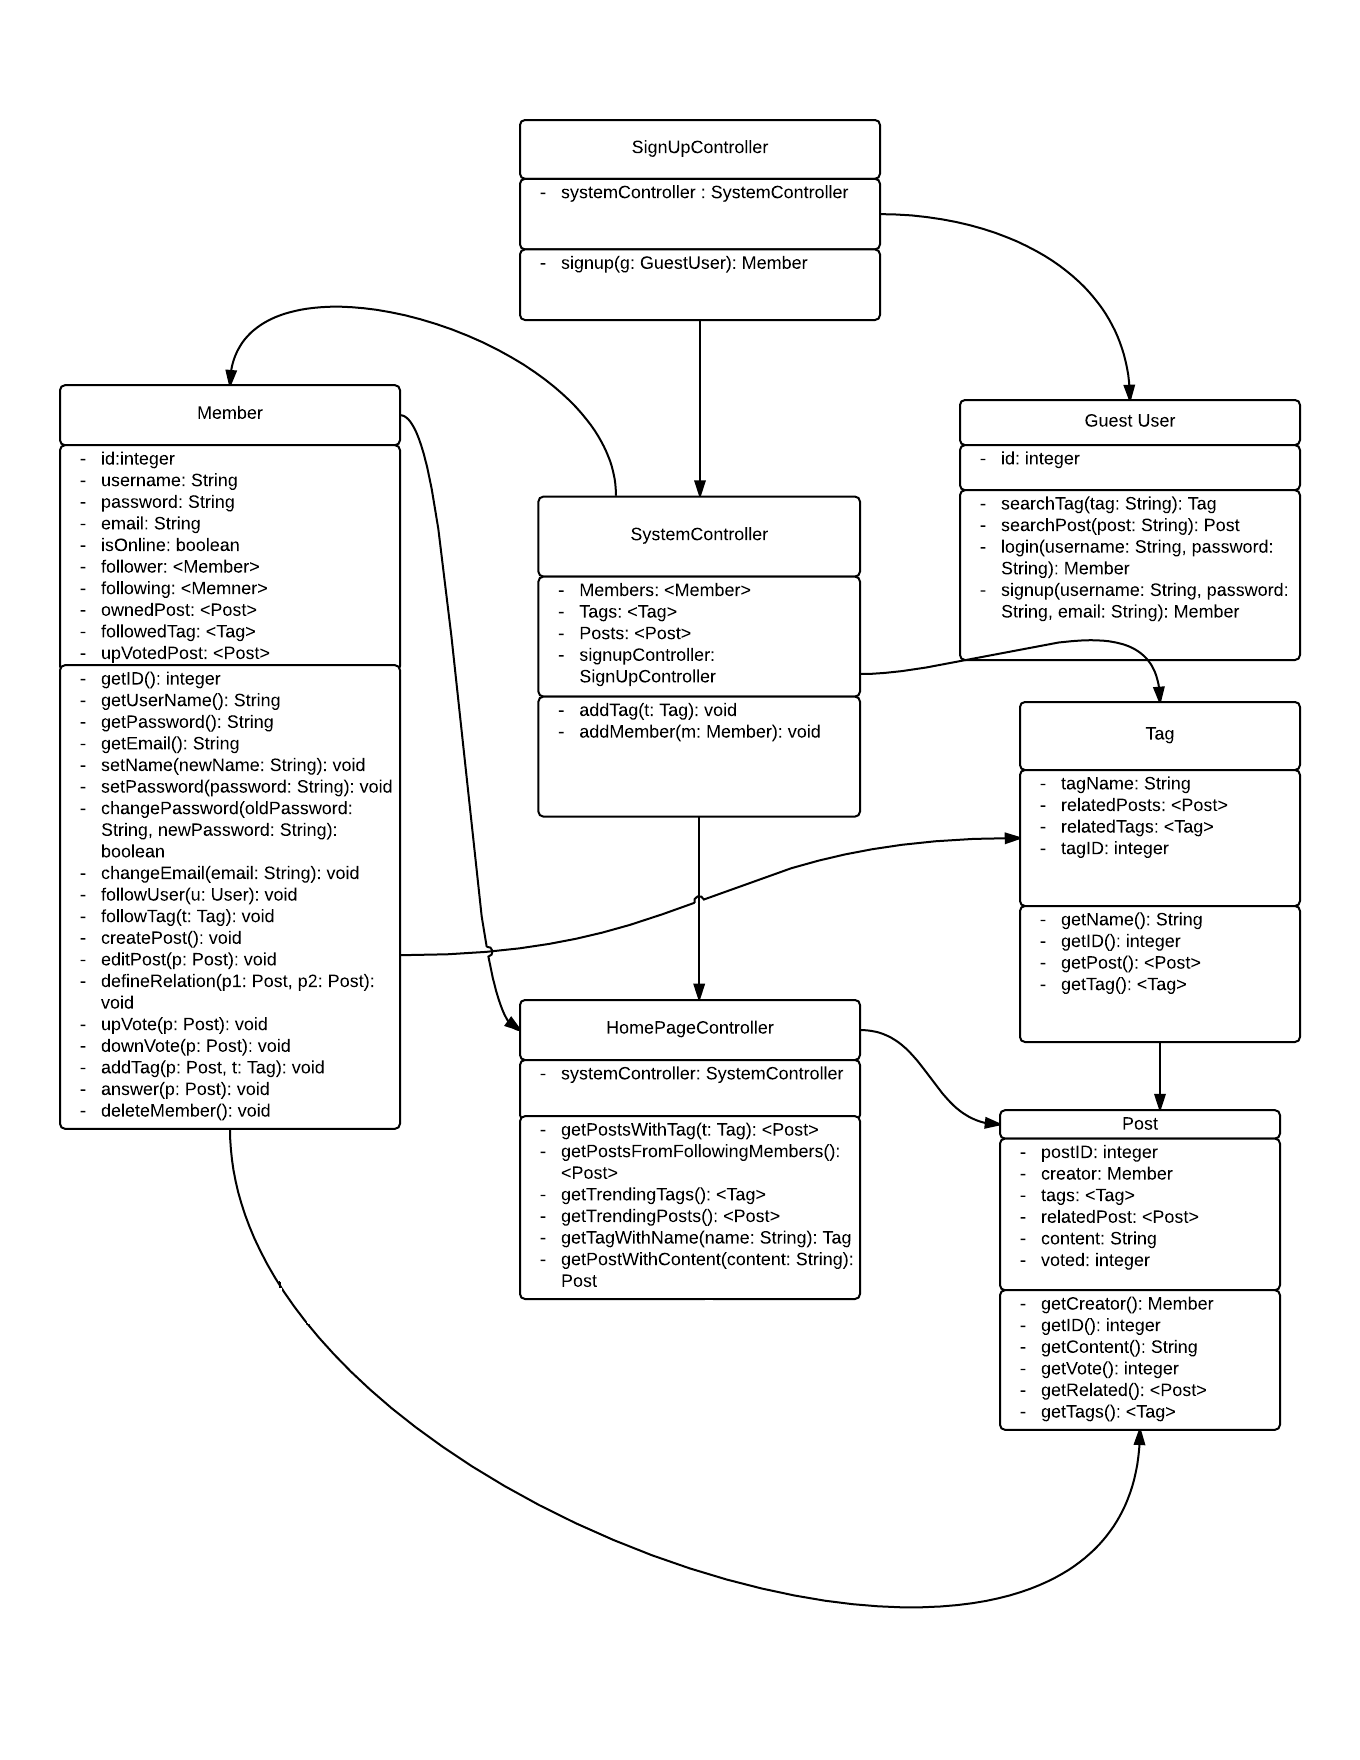 SignUpController
- systemController : SystemController
- signup(g: GuestUser): Member
Member
- id:integer
- username: String
- password: String
- email: String
- isOnline: boolean
- follower: <Member>
- following: <Memner>
- ownedPost: <Post>
- followedTag: <Tag>
- upVotedPost: <Post>
- getID(): integer
- getUserName(): String
- getPassword(): String
- getEmail(): String
- setName(newName: String): void
- setPassword(password: String): void
- changePassword(oldPassword:
String, newPassword: String):
boolean
- changeEmail(email: String): void
- followUser(u: User): void
- followTag(t: Tag): void
- createPost(): void
- editPost(p: Post): void
- defineRelation(p1: Post, p2: Post):
void
- upVote(p: Post): void
- downVote(p: Post): void
- addTag(p: Post, t: Tag): void
- answer(p: Post): void
- deleteMember(): void
SystemController
- Members: <Member>
- Tags: <Tag>
- Posts: <Post>
- signupController:
SignUpController
- addTag(t: Tag): void
- addMember(m: Member): void
Guest User
- id: integer
- searchTag(tag: String): Tag
- searchPost(post: String): Post
- login(username: String, password:
String): Member
- signup(username: String, password:
String, email: String): Member
Tag
- tagName: String
- relatedPosts: <Post>
- relatedTags: <Tag>
- tagID: integer
- getName(): String
- getID(): integer
- getPost(): <Post>
- getTag(): <Tag>
HomePageController
- systemController: SystemController
- getPostsWithTag(t: Tag): <Post>
- getPostsFromFollowingMembers():
<Post>
- getTrendingTags(): <Tag>
- getTrendingPosts(): <Post>
- getTagWithName(name: String): Tag
- getPostWithContent(content: String):
Post
Post
- postID: integer
- creator: Member
- tags: <Tag>
- relatedPost: <Post>
- content: String
- voted: integer
- getCreator(): Member
- getID(): integer
- getContent(): String
- getVote(): integer
- getRelated(): <Post>
- getTags(): <Tag>